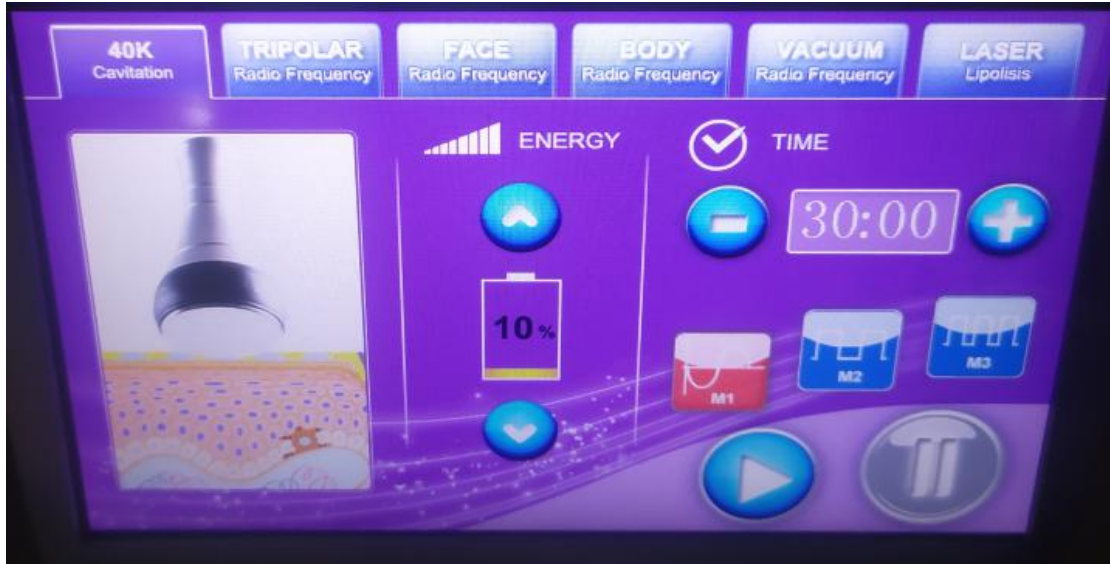 40K
Cavitation
TRIPOLAR
Radio Frequency
FACE
Radio Frequency
BODY
Radio Frequency
VACUUM
Radio Frequency
LASER
Lipolisis
ENERGY
TIME
30:00
10%
M1
M2
M3